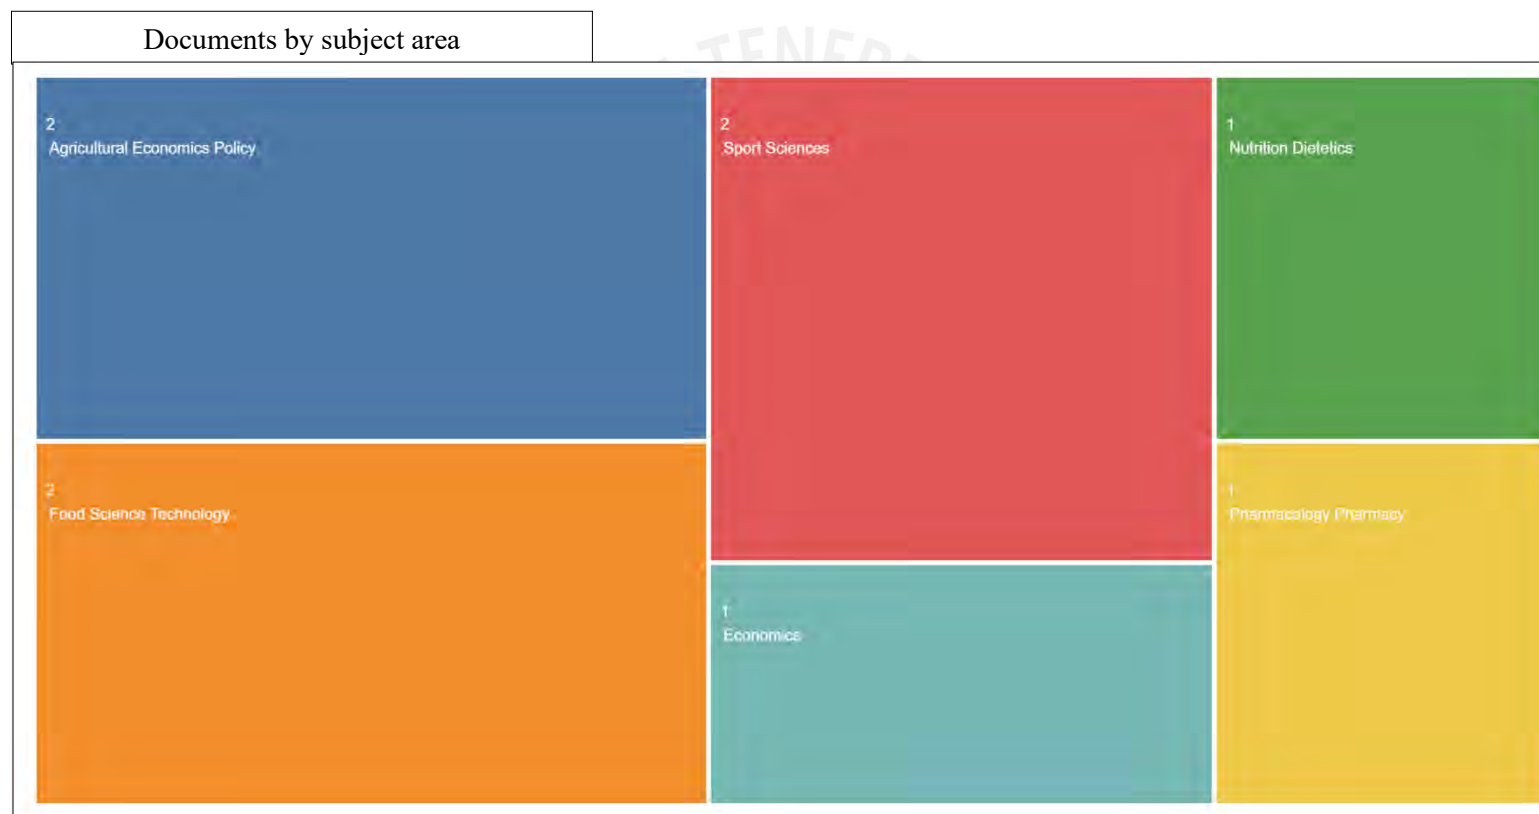 Documents by subject area
2
Agricultural Economics Policy
2
Sport Sciences
1
Nutrition Dietetics
2
Food Science Technology
1
Pharmacology Pharmacy
1
Economics